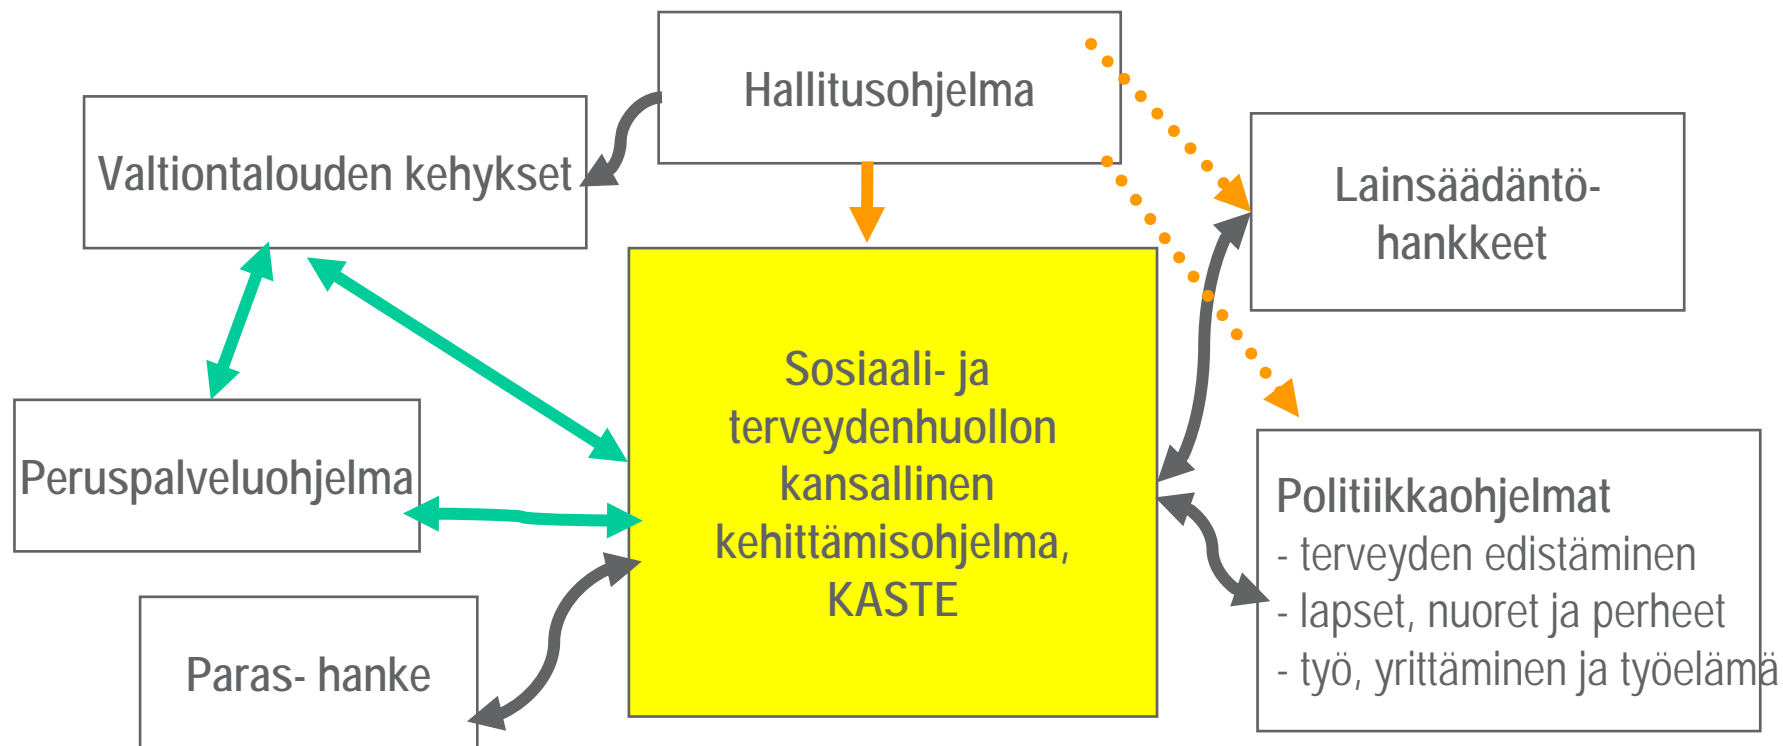 Hallitusohjelma
Valtiontalouden kehykset
Lainsäädäntö-
hankkeet
Sosiaali- ja
terveydenhuollon
kansallinen
kehittämisohjelma,
KASTE
Peruspalveluohjelma
Paras- hanke
Politiikkaohjelmat
- terveyden edistäminen
- lapset, nuoret ja perheet
- työ, yrittäminen ja työelämä